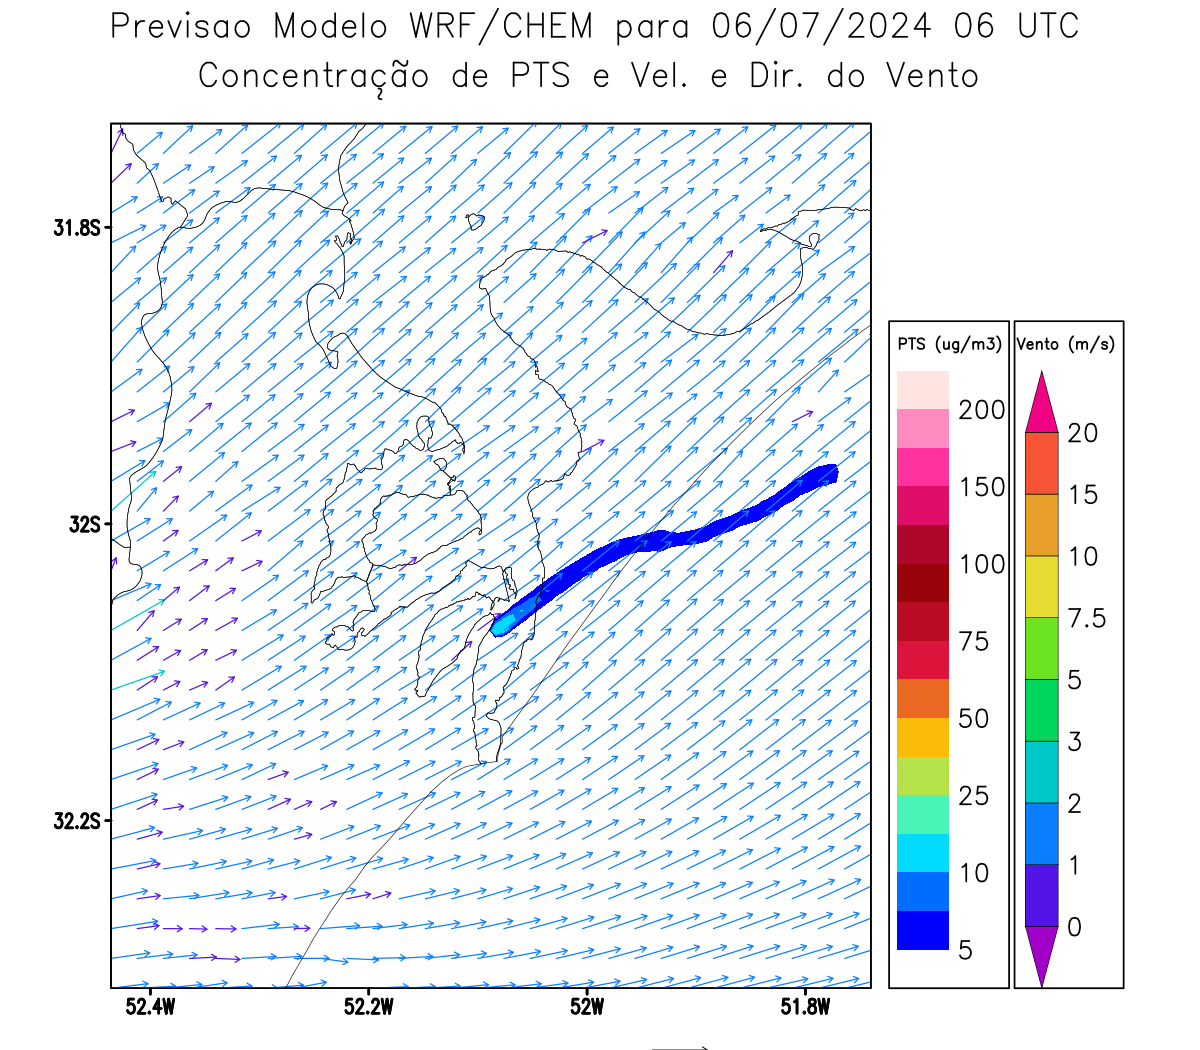 Previsao Modelo WRF/CHEM para 06/07/2024 06 UTC
Concentração de PTS e Vel. e Dir. do Vento
31.8S
32S
32.2S
52.4W
52.2W
52W
51.8W
PTS (ug/m3)
200
150
100
75
50
25
10
5
Vento (m/s)
20
15
10
7.5
5
3
2
1
0